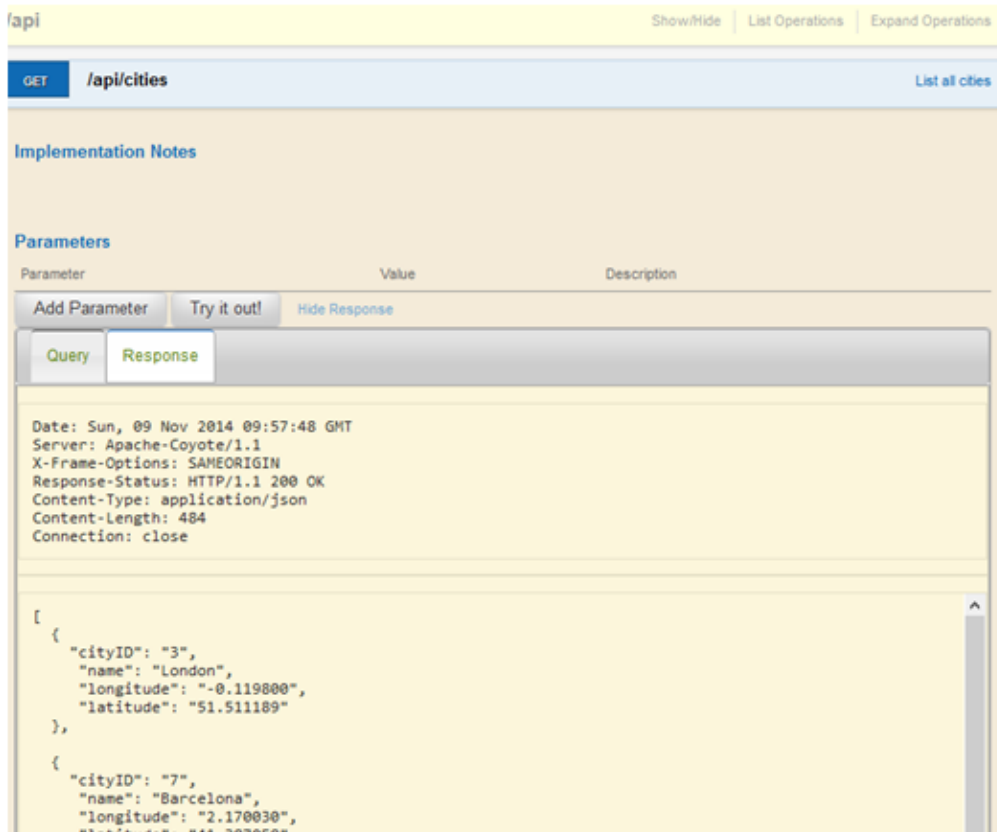 /api Show/Hide List Operations Expand Operations
GET /api/cities List all cities
Implementation Notes
Parameters
Parameter Value Description
Add Parameter Try it out! Hide Response
Query Response
Date: Sun, 09 Nov 2014 09:57:48 GMT
Server: Apache-Coyote/1.1
X-Frame-Options: SAMEORIGIN
Response-Status: HTTP/1.1 200 OK
Content-Type: application/json
Content-Length: 484
Connection: close
[
{
"cityID": "3",
"name": "London",
"longitude": "-0.119800",
"latitude": "51.511189"
},
{
"cityID": "7",
"name": "Barcelona",
"longitude": "2.170030",
"latitude":